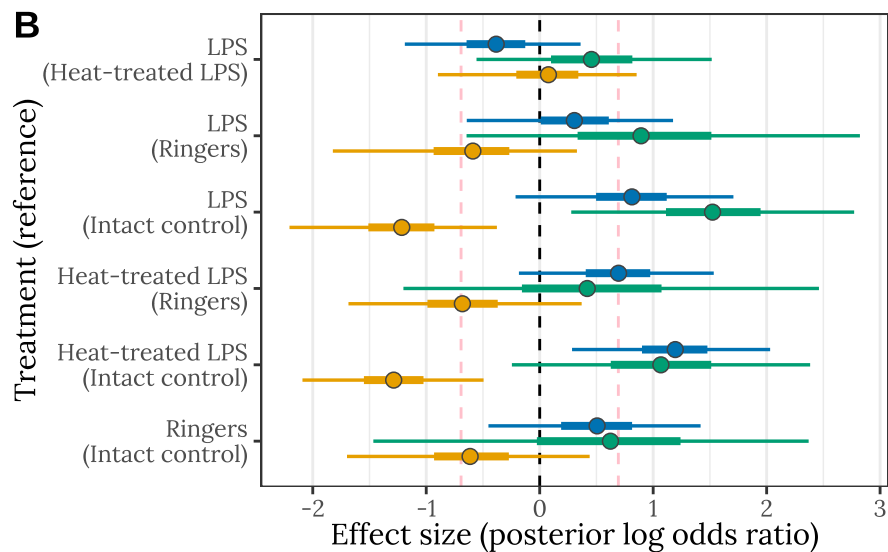 B
Treatment (reference)
LPS
(Heat-treated LPS)
LPS
(Ringers)
LPS
(Intact control)
Heat-treated LPS
(Ringers)
Heat-treated LPS
(Intact control)
Ringers
(Intact control)
-2 -1 0 1 2 3
Effect size (posterior log odds ratio)